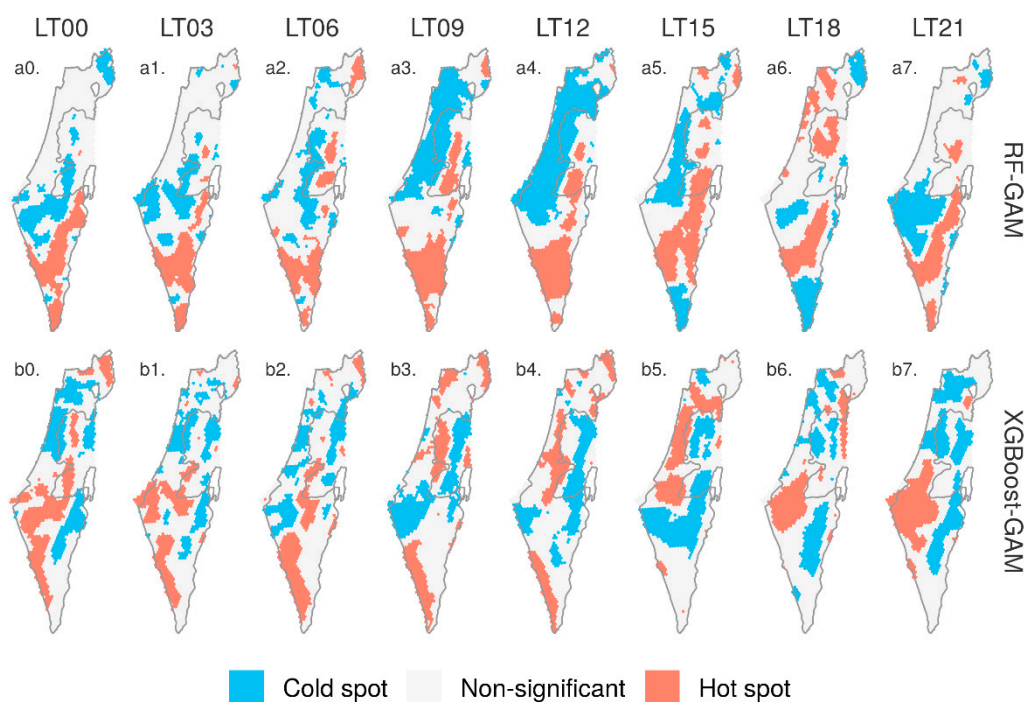 LT00 LT03 LT06 LT09 LT12 LT15 LT18 LT21
a0. a1. a2. a3. a4. a5. a6. a7.
RF-GAM
b0. b1. b2. b3. b4. b5. b6. b7.
XGBoost-GAM
Cold spot Non-significant Hot spot